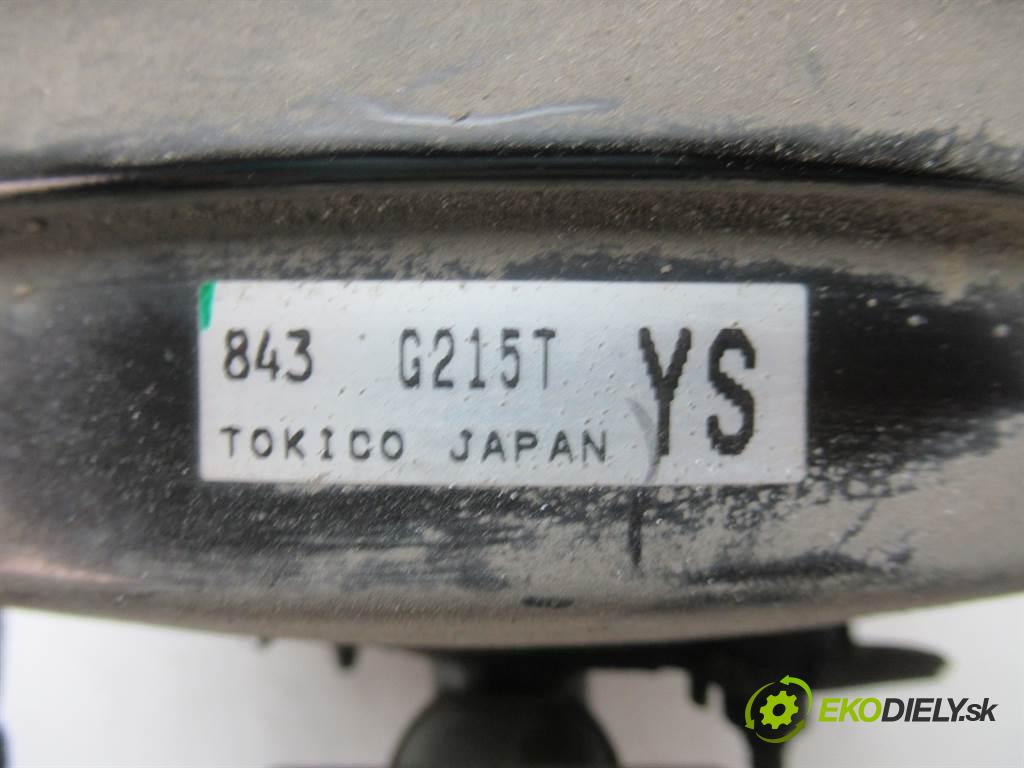 843 G215T YS
TOKICO JAPAN
EKODIELY.sk